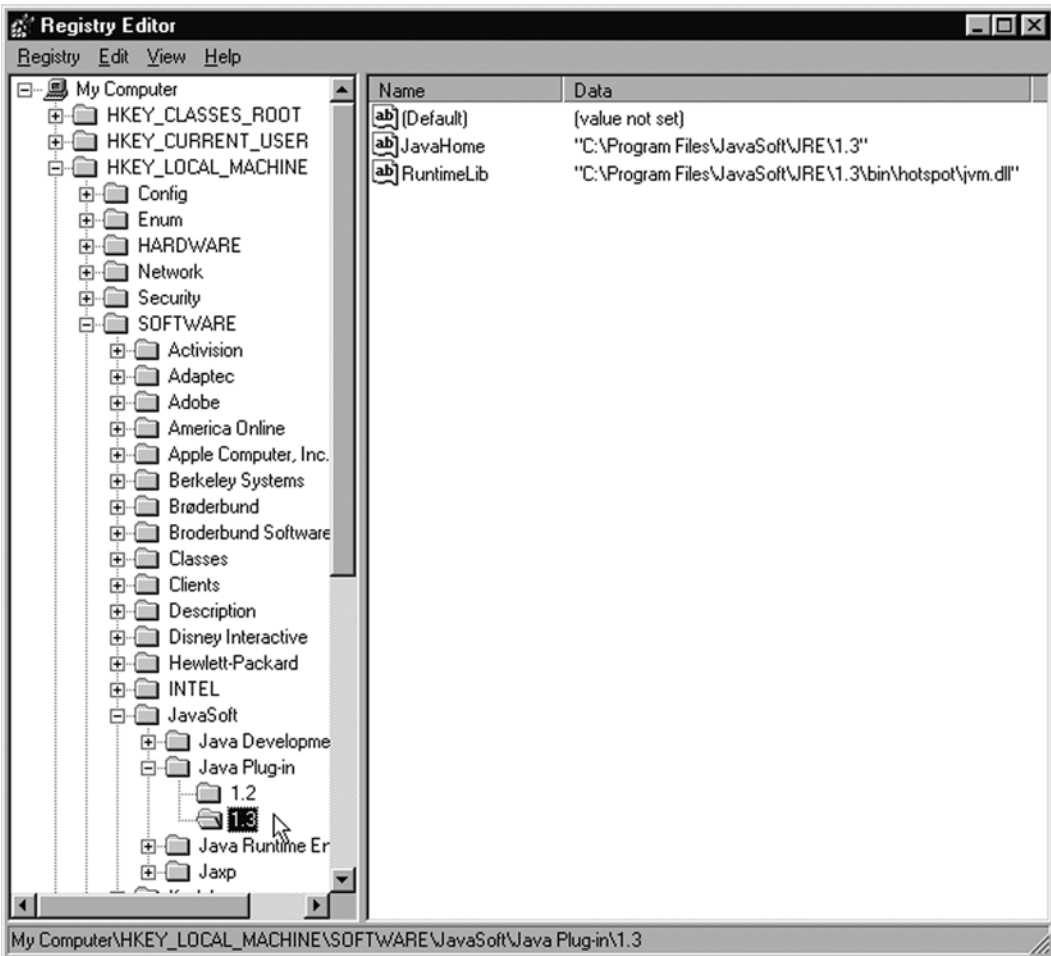 Registry Editor
Registry Edit View Help
My Computer
HKEY_CLASSES_ROOT
HKEY_CURRENT_USER
HKEY_LOCAL_MACHINE
Config
Enum
HARDWARE
Network
Security
SOFTWARE
Activision
Adaptec
Adobe
America Online
Apple Computer, Inc.
Berkeley Systems
Brøderbund
Broderbund Software
Classes
Clients
Description
Disney Interactive
Hewlett-Packard
INTEL
JavaSoft
Java Developme
Java Plug-in
1.2
1.3
Java Runtime Er
Jaxp
Name Data
ab (Default) (value not set)
ab JavaHome "C:\Program Files\JavaSoft\JRE\1.3"
ab RuntimeLib "C:\Program Files\JavaSoft\JRE\1.3\bin\hotspot\jvm.dll"
My Computer\HKEY_LOCAL_MACHINE\SOFTWARE\JavaSoft\Java Plug-in\1.3